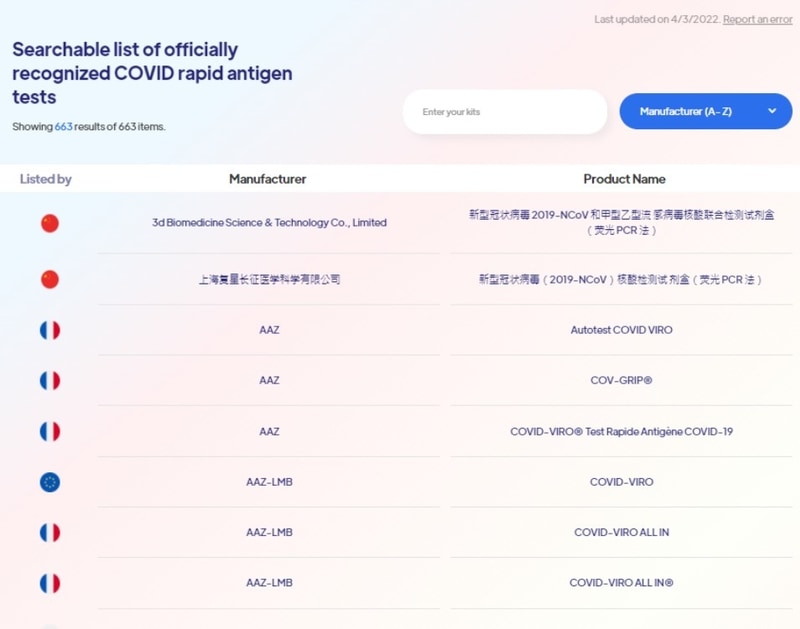 Last updated on 4/3/2022. Report an error
Searchable list of officially
recognized COVID rapid antigen
tests
Showing 663 results of 663 items.
Enter your kits
Manufacturer (A-Z)
Listed by Manufacturer Product Name
3d Biomedicine Science & Technology Co., Limited
新型冠状病毒 2019-NCoV 和甲型乙型流 感病毒核酸联合检测试剂盒
（荧光 PCR 法）
上海复星长征医学科学有限公司 新型冠状病毒（2019-NCoV）核酸检测试 剂盒（荧光 PCR 法）
AAZ Autotest COVID VIRO
AAZ COV-GRIP®
AAZ COVID-VIRO® Test Rapide Antigène COVID-19
AAZ-LMB COVID-VIRO
AAZ-LMB COVID-VIRO ALL IN
AAZ-LMB COVID-VIRO ALL IN®